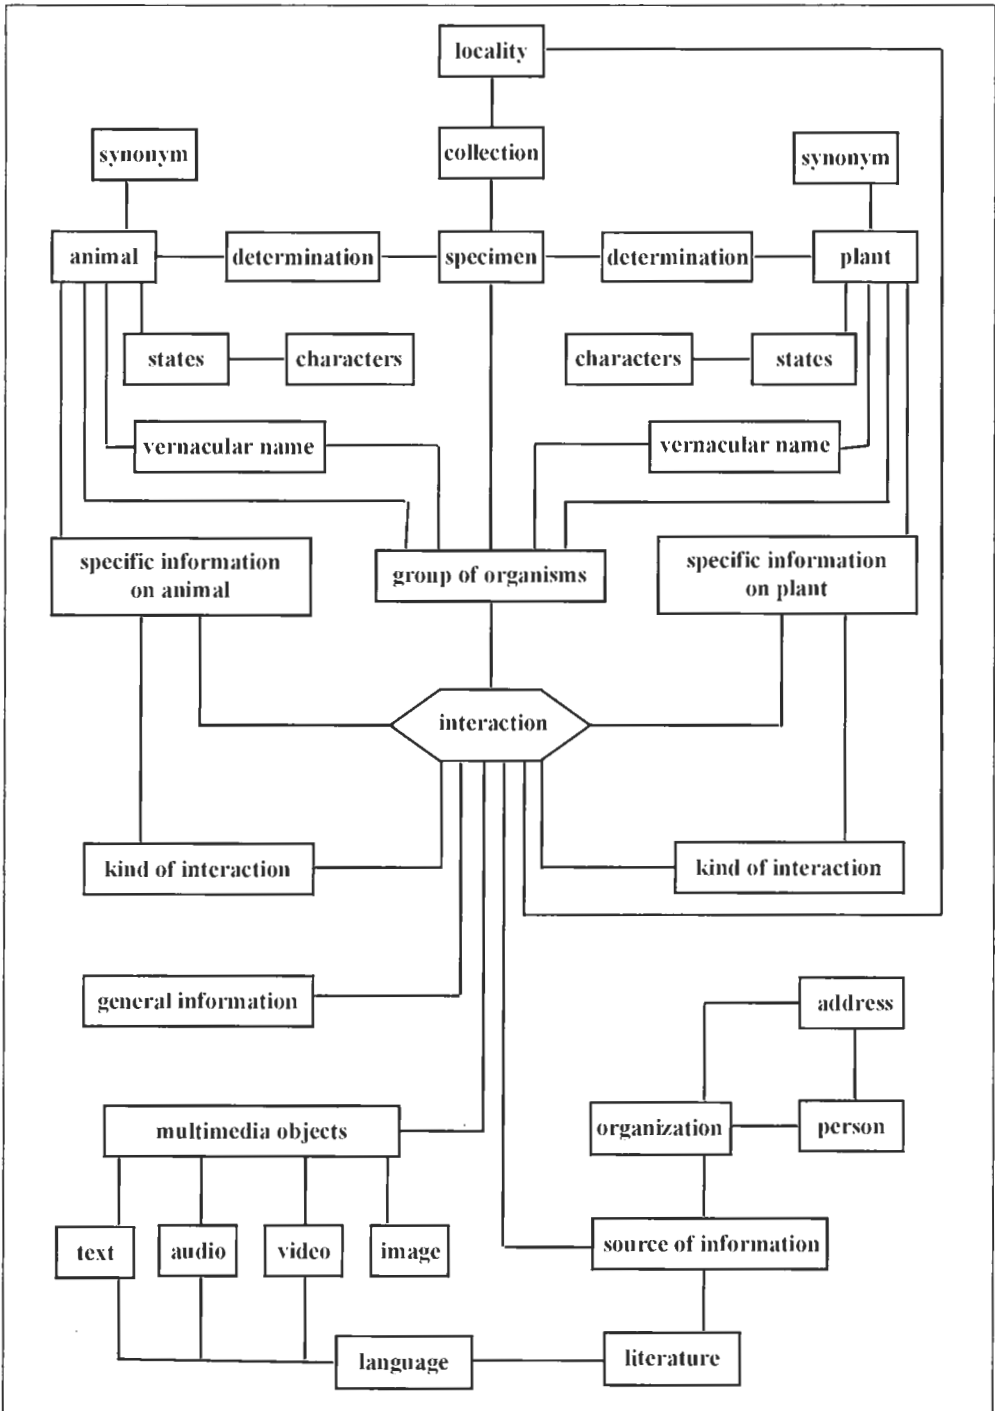 locality
synonym
collection
synonym
animal
determination
specimen
determination
plant
states
characters
characters
states
vernacular name
vernacular name
specific information
on animal
group of organisms
specific information
on plant
interaction
kind of interaction
kind of interaction
general information
address
multimedia objects
organization
person
text
audio
video
image
source of information
language
literature